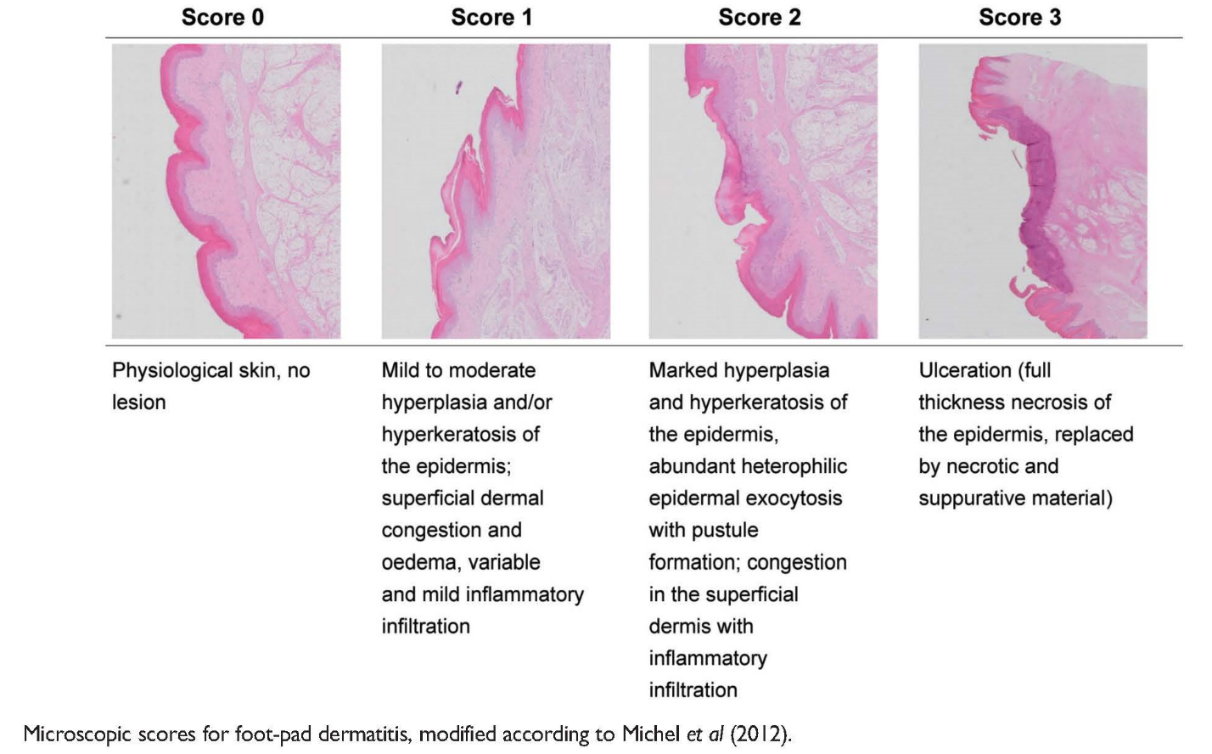 Score 0
Score 1
Score 2
Score 3
Physiological skin, no
lesion
Mild to moderate
hyperplasia and/or
hyperkeratosis of
the epidermis;
superficial dermal
congestion and
oedema, variable
and mild inflammatory
infiltration
Marked hyperplasia
and hyperkeratosis of
the epidermis,
abundant heterophilic
epidermal exocytosis
with pustule
formation; congestion
in the superficial
dermis with
inflammatory
infiltration
Ulceration (full
thickness necrosis of
the epidermis, replaced
by necrotic and
suppurative material)
Microscopic scores for foot-pad dermatitis, modified according to Michel et al (2012).